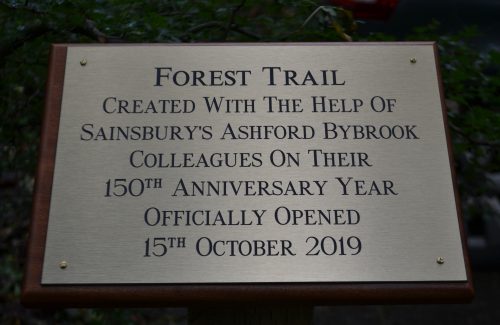 Forest Trail
Created With The Help Of
Sainsbury's Ashford Bybrook
Colleagues On Their
150th Anniversary Year
Officially Opened
15th October 2019